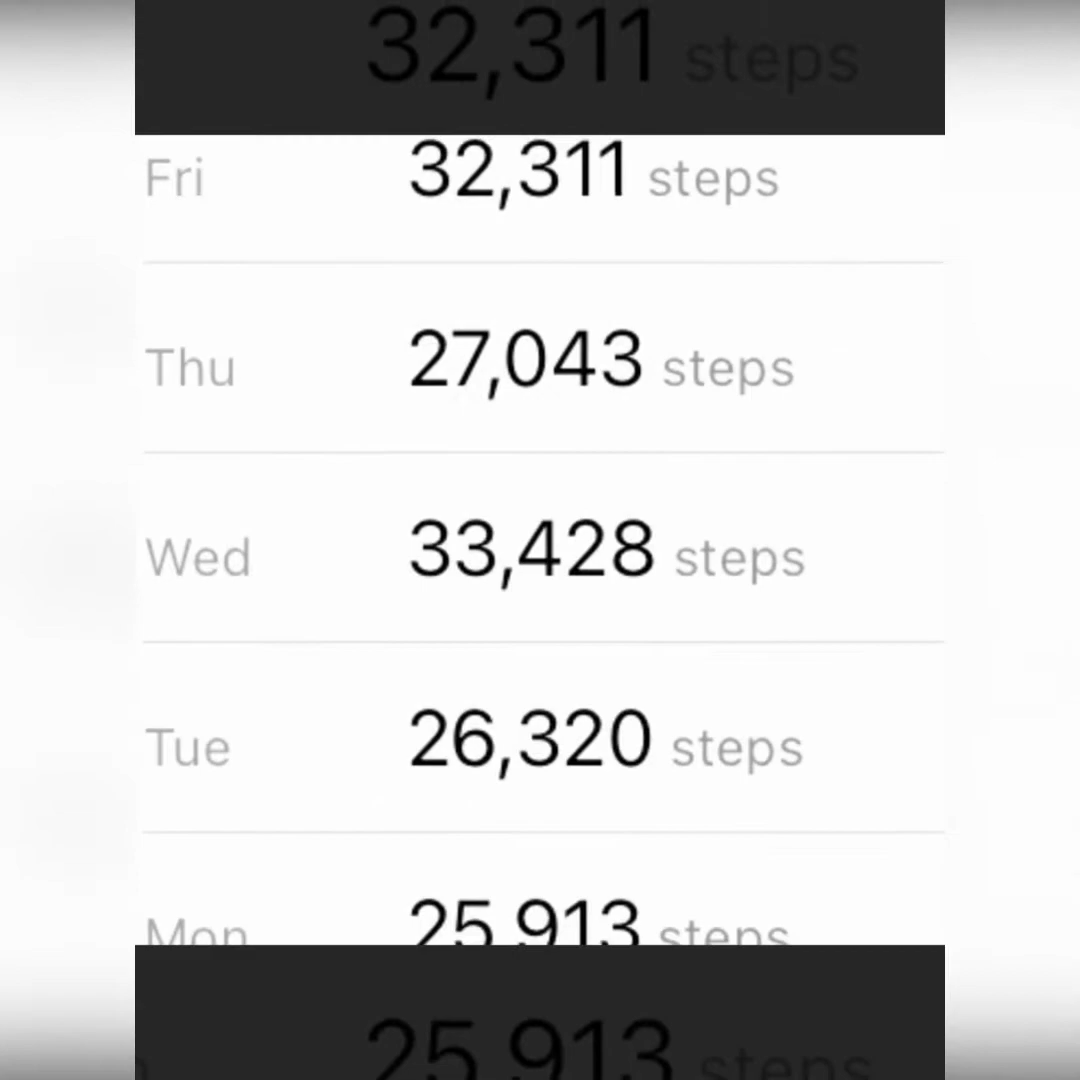 32,311 steps
Fri 32,311 steps
Thu 27,043 steps
Wed 33,428 steps
Tue 26,320 steps
Mon 25,913 steps
25,913 steps